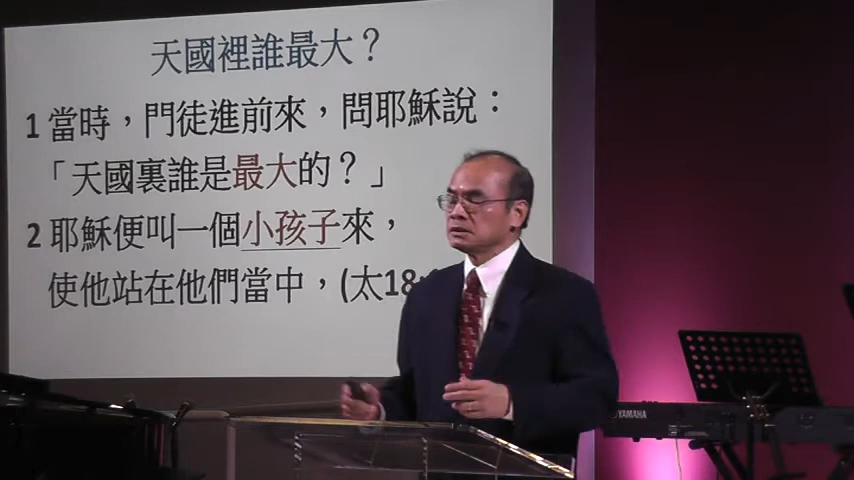 天國裡誰最大？
1 當時，門徒進前來，問耶穌說：
「天國裏誰是最大的？」
2 耶穌便叫一個小孩子來，
使他站在他們當中，(太18:
YAMAHA